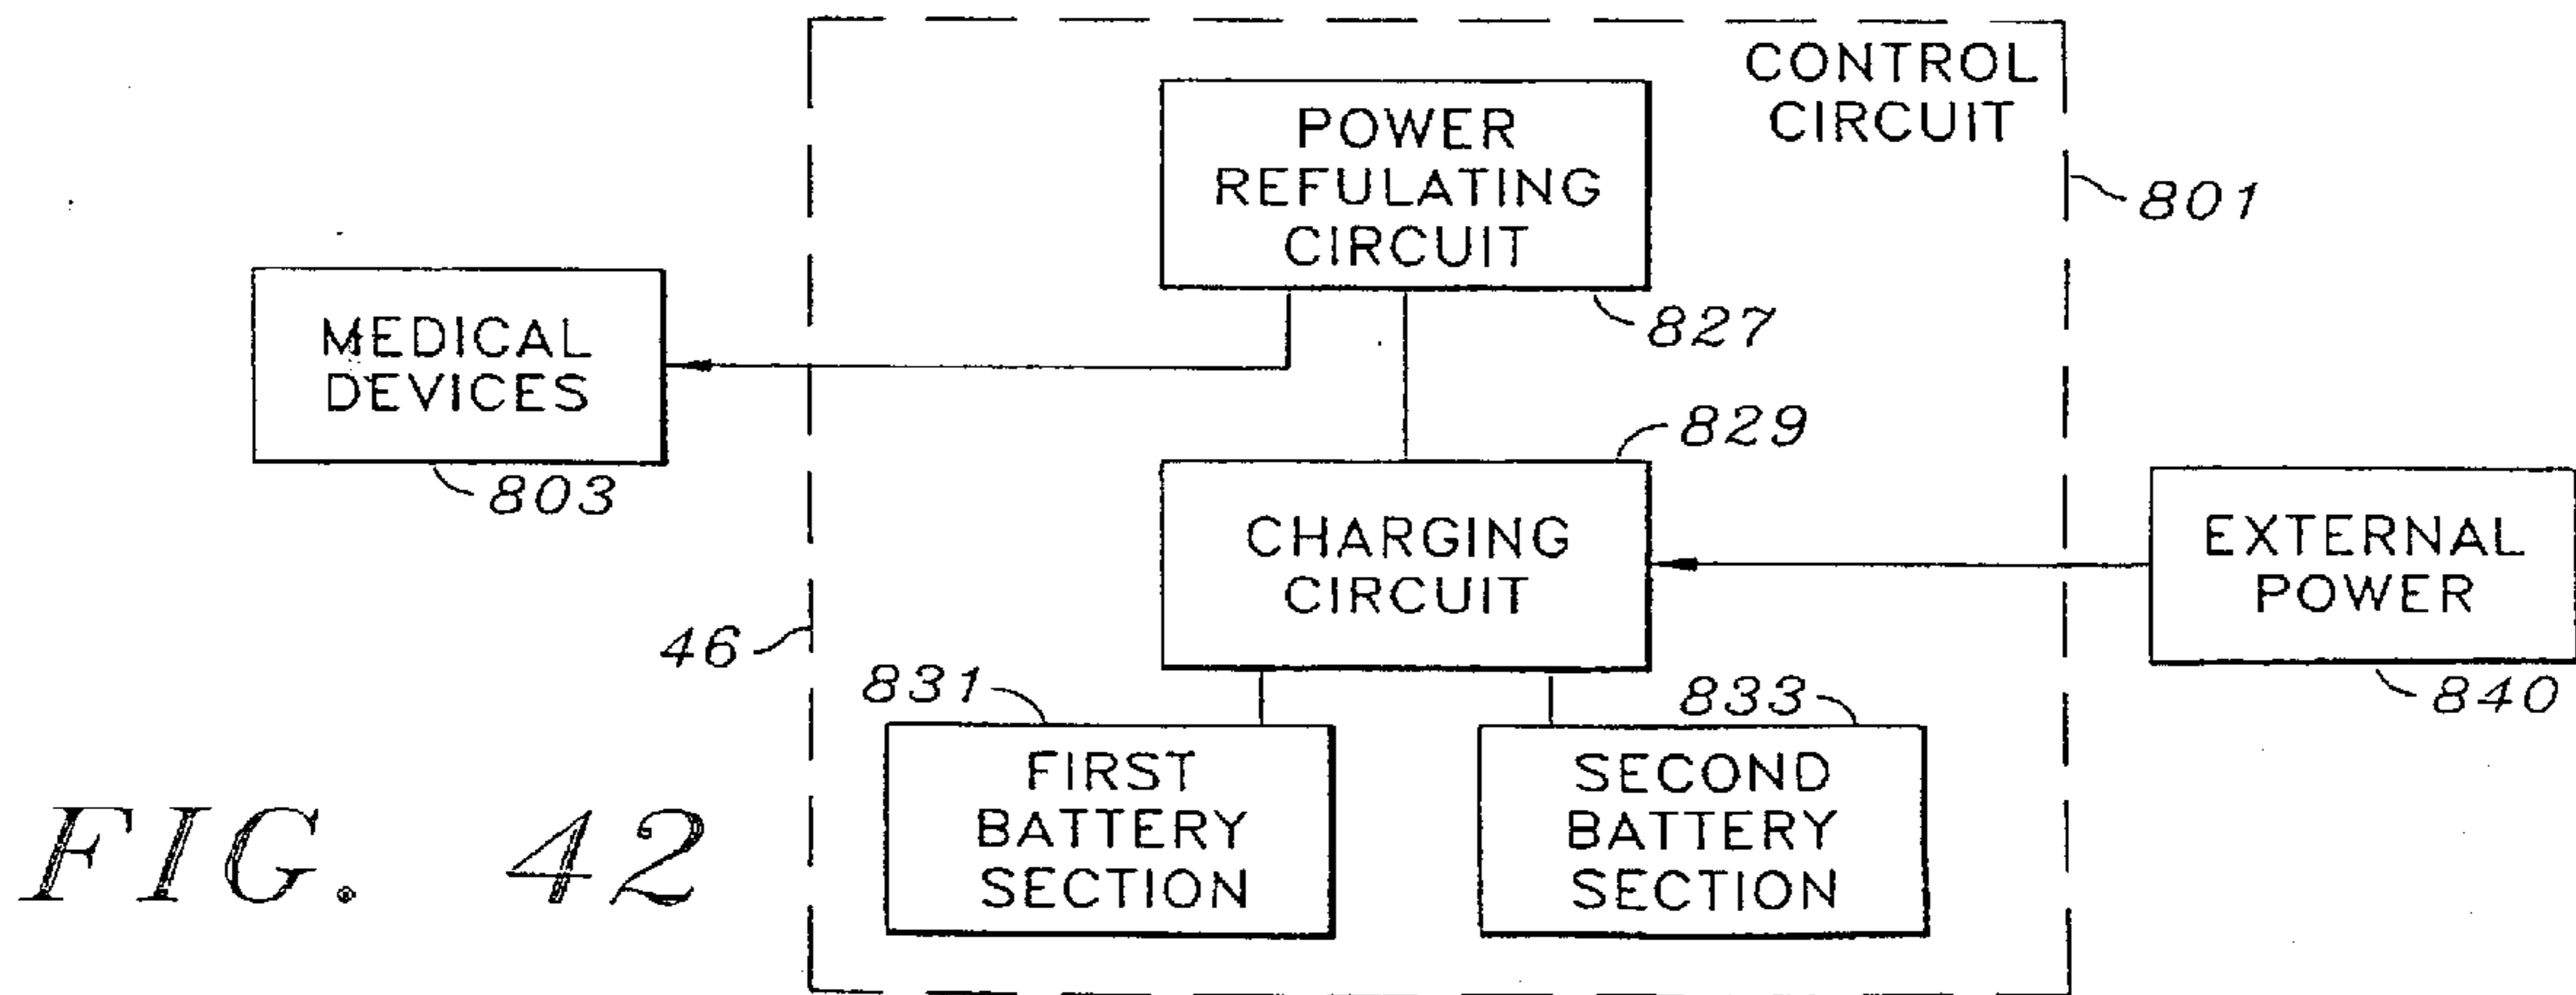 CONTROL
CIRCUIT
POWER
REFULATING
CIRCUIT
801
827
MEDICAL
DEVICES
803
829
CHARGING
CIRCUIT
EXTERNAL
POWER
840
46
831
833
FIRST
BATTERY
SECTION
SECOND
BATTERY
SECTION
FIG. 42